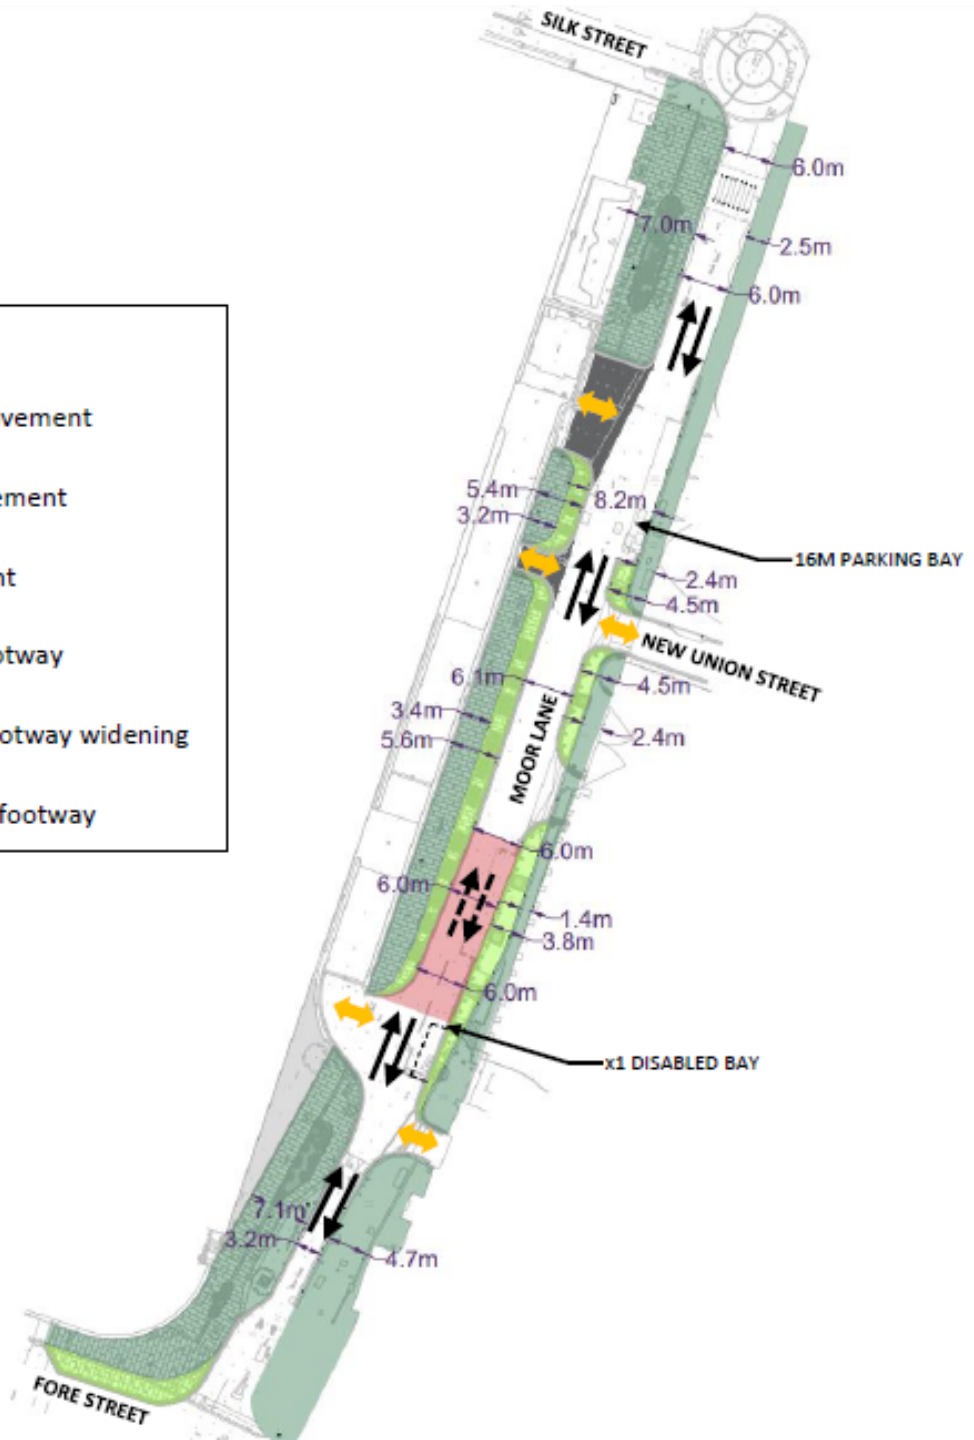 SILK STREET
6.0m
7.0m
2.5m
6.0m
vement
ement
nt
otway
otway widening
footway
5.4m
8.2m
3.2m
16M PARKING BAY
2.4m
4.5m
NEW UNION STREET
6.1m
4.5m
3.4m
5.6m
2.4m
MOOR LANE
6.0m
6.0m
1.4m
3.8m
6.0m
x1 DISABLED BAY
7.1m
3.2m
4.7m
FORE STREET